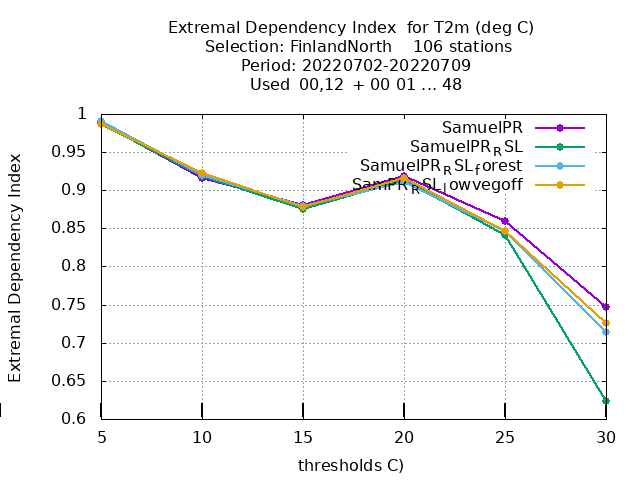 Extremal Dependency Index for T2m (deg C)
Selection: FinlandNorth 106 stations
Period: 20220702-20220709
Used 00,12 + 00 01 ... 48
1
0.95
0.9
0.85
0.8
0.75
0.7
0.65
0.6
Extremal Dependency Index
SamuelPR
SamuelPR_RSL
SamuelPR_RSL_forest
SamPR_RSL_lowvegoff
5 10 15 20 25 30
thresholds C)